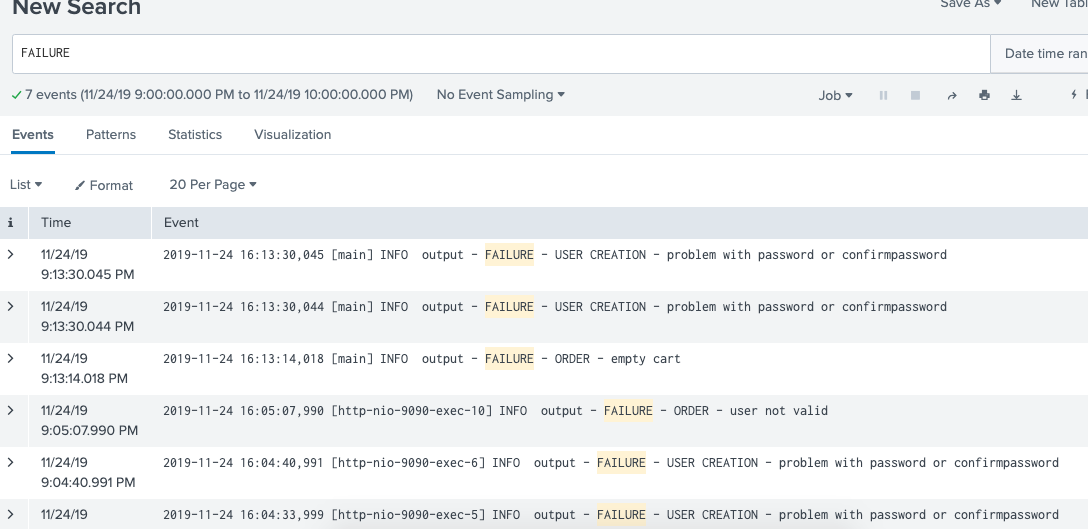 New Search
Save As
New Tabl
FAILURE
Date time ran
7 events (11/24/19 9:00:00.000 PM to 11/24/19 10:00:00.000 PM)
No Event Sampling
Job
Events
Patterns
Statistics
Visualization
List
Format
20 Per Page
i
Time
Event
11/24/19
9:13:30.045 PM
2019-11-24 16:13:30,045 [main] INFO  output - FAILURE - USER CREATION - problem with password or confirmpassword
11/24/19
9:13:30.044 PM
2019-11-24 16:13:30,044 [main] INFO  output - FAILURE - USER CREATION - problem with password or confirmpassword
11/24/19
9:13:14.018 PM
2019-11-24 16:13:14,018 [main] INFO  output - FAILURE - ORDER - empty cart
11/24/19
9:05:07.990 PM
2019-11-24 16:05:07,990 [http-nio-9090-exec-10] INFO  output - FAILURE - ORDER - user not valid
11/24/19
9:04:40.991 PM
2019-11-24 16:04:40,991 [http-nio-9090-exec-6] INFO  output - FAILURE - USER CREATION - problem with password or confirmpassword
11/24/19
2019-11-24 16:04:33,999 [http-nio-9090-exec-5] INFO  output - FAILURE - USER CREATION - problem with password or confirmpassword